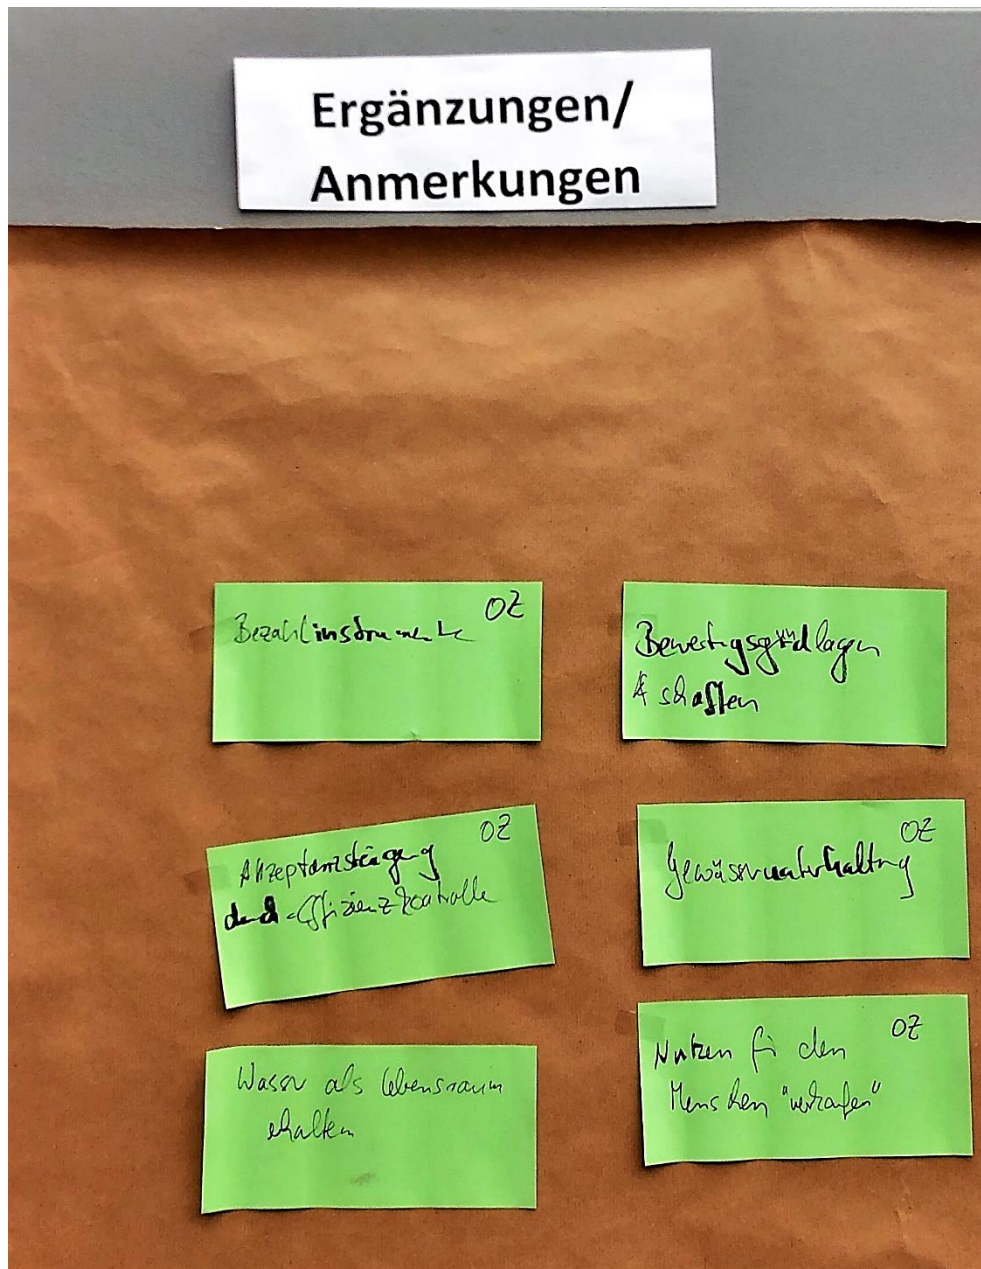 Ergänzungen/
Anmerkungen
OZ
Bezahlinstrumente
Bewertungsgrundlagen
schaffen
OZ
Akzeptanzsteigerung
durch Effizienzkontrolle
OZ
Gewässerunterhaltung
Wasser als Lebensraum
erhalten
OZ
Nutzen für den
Menschen "verkaufen"